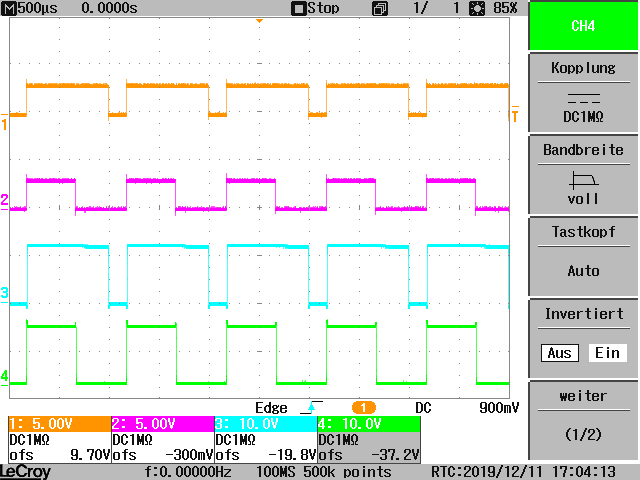 M 500µs 0.0000s Stop 1/ 1 85% CH4
Kopplung
DC1MΩ
Bandbreite
voll
Tastkopf
Auto
Invertiert
Aus Ein
weiter
(1/2)
1
T
2
3
4
Edge 1 DC 900mV
1: 5.00V 2: 5.00V 3: 10.0V 4: 10.0V
DC1MΩ DC1MΩ DC1MΩ DC1MΩ
ofs 9.70V ofs -300mV ofs -19.8V ofs -37.2V
LeCroy f:0.00000Hz 100MS 500k points RTC:2019/12/11 17:04:13